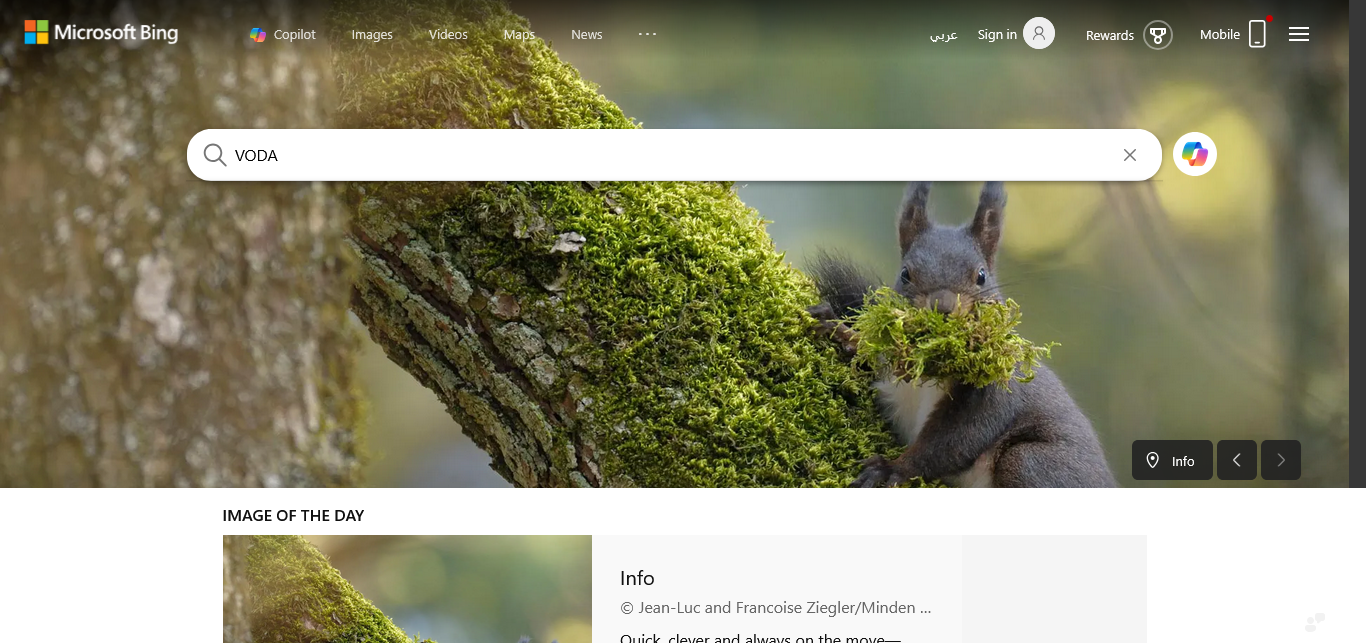 Microsoft Bing
Copilot
Images
Videos
Maps
News
عربي
Sign in
Rewards
Mobile
VODA
Info
IMAGE OF THE DAY
Info
© Jean-Luc and Francoise Ziegler/Minden ...
Quick, clever and always on the move—